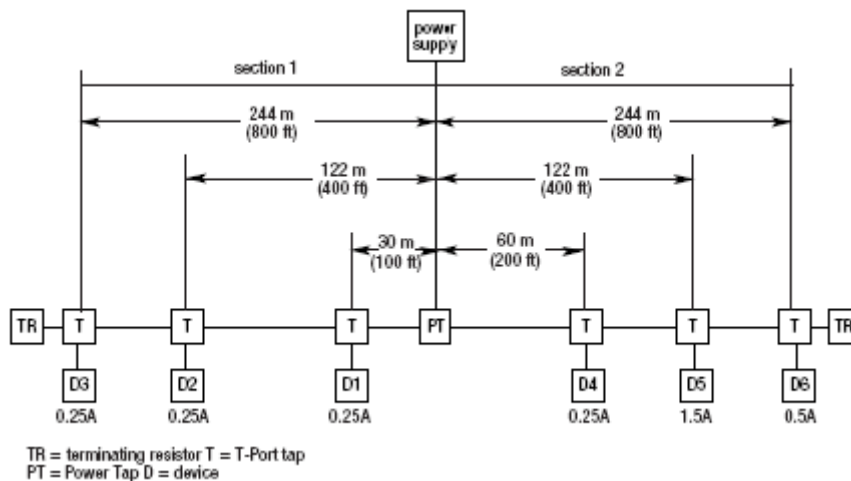 power
supply
section 1
section 2
244 m
(800 ft)
244 m
(800 ft)
122 m
(400 ft)
122 m
(400 ft)
30 m
(100 ft)
60 m
(200 ft)
TR T T T PT T T T TR
D3 D2 D1 D4 D5 D6
0.25A 0.25A 0.25A 0.25A 1.5A 0.5A
TR = terminating resistor T = T-Port tap
PT = Power Tap D = device